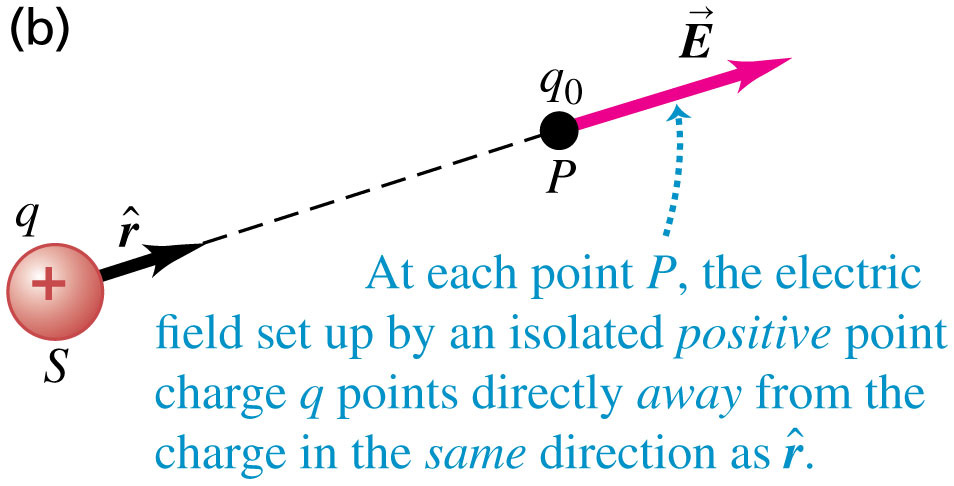 (b)
E⃗
q₀
P
q
r̂
+
S
At each point P, the electric
field set up by an isolated positive point
charge q points directly away from the
charge in the same direction as r̂.